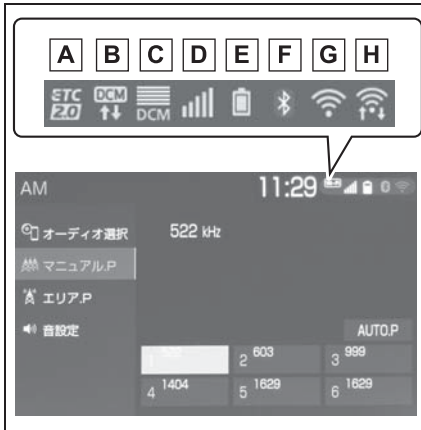 A B C D E F G H
ETC 2.0 DCM DCM
AM 11:29
オーディオ選択 522 kHz
マニュアル.P
エリア.P
音設定
AUTO.P
1 2 603 3 999
4 1404 5 1629 6 1629